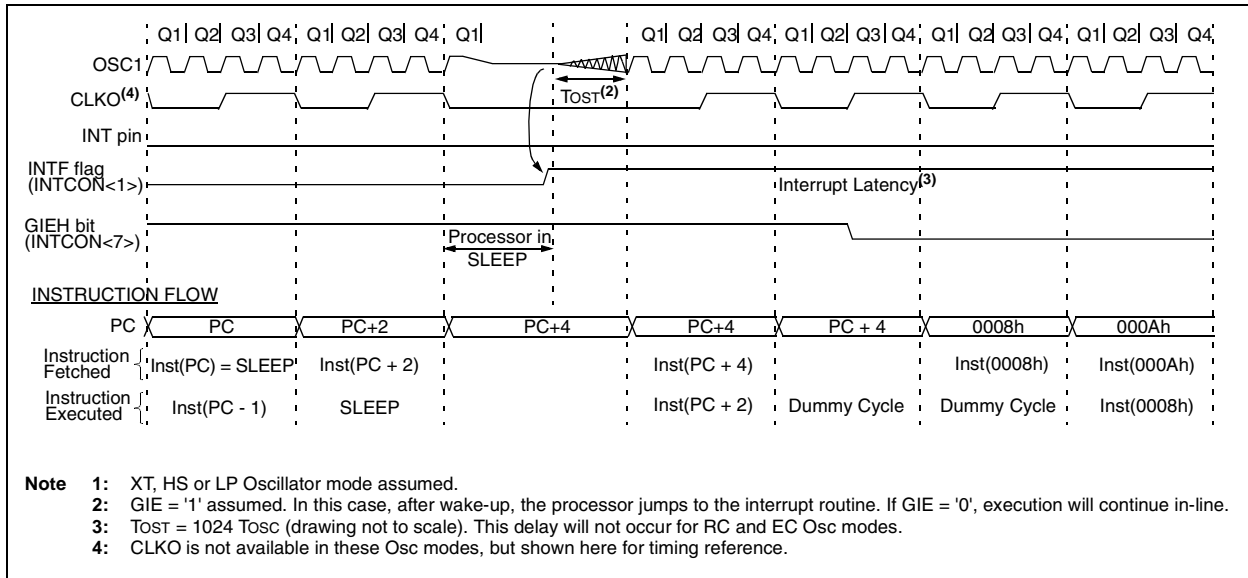 Q1 Q2 Q3 Q4 Q1 Q2 Q3 Q4 Q1 Q1 Q2 Q3 Q4 Q1 Q2 Q3 Q4 Q1 Q2 Q3 Q4 Q1 Q2 Q3 Q4
OSC1
TOST(2)
CLKO(4)
INT pin
INTF flag
(INTCON<1>)
Interrupt Latency(3)
GIEH bit
(INTCON<7>)
Processor in
SLEEP
INSTRUCTION FLOW
PC PC PC+2 PC+4 PC+4 PC + 4 0008h 000Ah
Instruction
Fetched
Inst(PC) = SLEEP Inst(PC + 2) Inst(PC + 4) Inst(0008h) Inst(000Ah)
Instruction
Executed
Inst(PC - 1) SLEEP Inst(PC + 2) Dummy Cycle Dummy Cycle Inst(0008h)
Note 1: XT, HS or LP Oscillator mode assumed.
2: GIE = '1' assumed. In this case, after wake-up, the processor jumps to the interrupt routine. If GIE = '0', execution will continue in-line.
3: TOST = 1024 TOSC (drawing not to scale). This delay will not occur for RC and EC Osc modes.
4: CLKO is not available in these Osc modes, but shown here for timing reference.